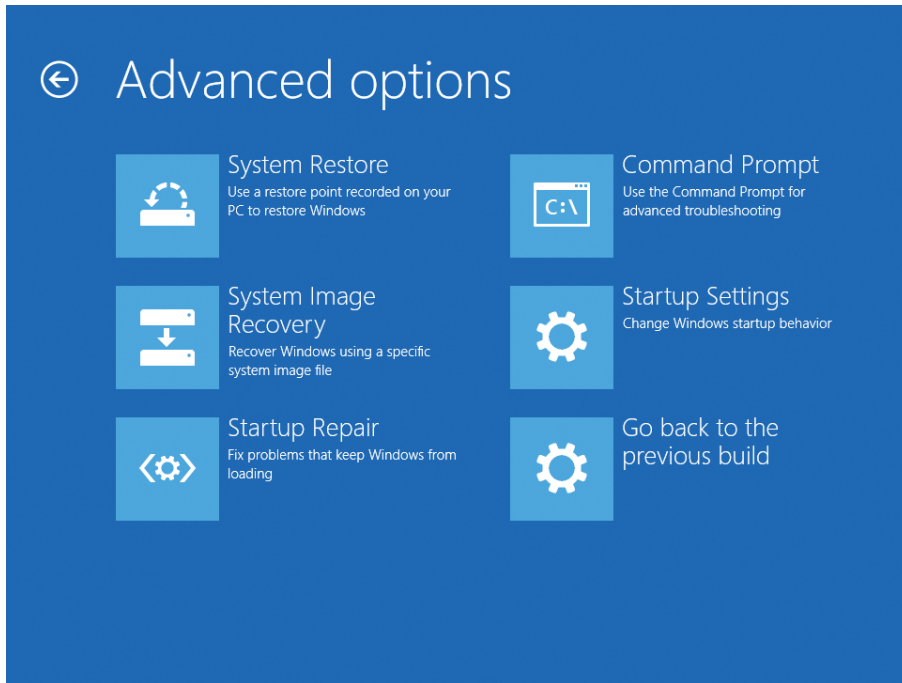 Advanced options
System Restore
Use a restore point recorded on your
PC to restore Windows
System Image
Recovery
Recover Windows using a specific
system image file
Startup Repair
Fix problems that keep Windows from
loading
C:\
Command Prompt
Use the Command Prompt for
advanced troubleshooting
Startup Settings
Change Windows startup behavior
Go back to the
previous build